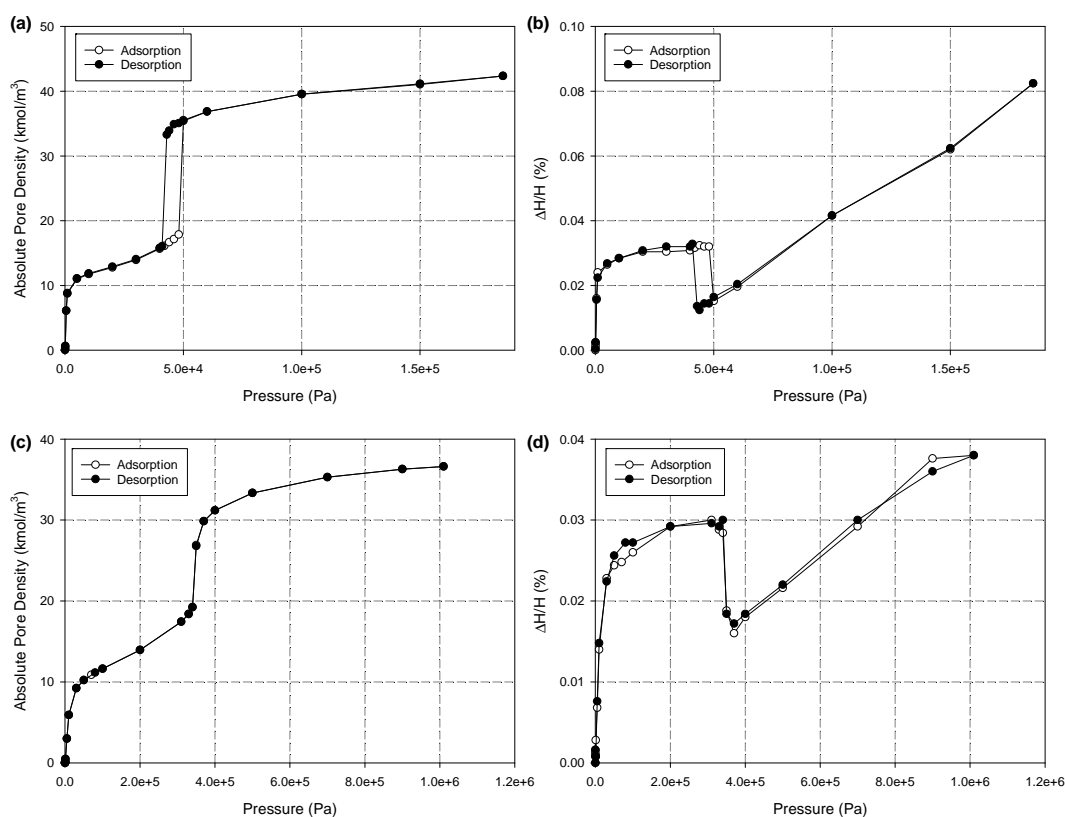 (a)
50
40
30
20
10
0
Absolute Pore Density (kmol/m³)
Adsorption
Desorption
0.0 5.0e+4 1.0e+5 1.5e+5
Pressure (Pa)
(b)
0.10
0.08
0.06
0.04
0.02
0.00
ΔH/H (%)
Adsorption
Desorption
0.0 5.0e+4 1.0e+5 1.5e+5
Pressure (Pa)
(c)
40
30
20
10
0
Absolute Pore Density (kmol/m³)
Adsorption
Desorption
0.0 2.0e+5 4.0e+5 6.0e+5 8.0e+5 1.0e+6 1.2e+6
Pressure (Pa)
(d)
0.04
0.03
0.02
0.01
0.00
ΔH/H (%)
Adsorption
Desorption
0.0 2.0e+5 4.0e+5 6.0e+5 8.0e+5 1.0e+6 1.2e+6
Pressure (Pa)